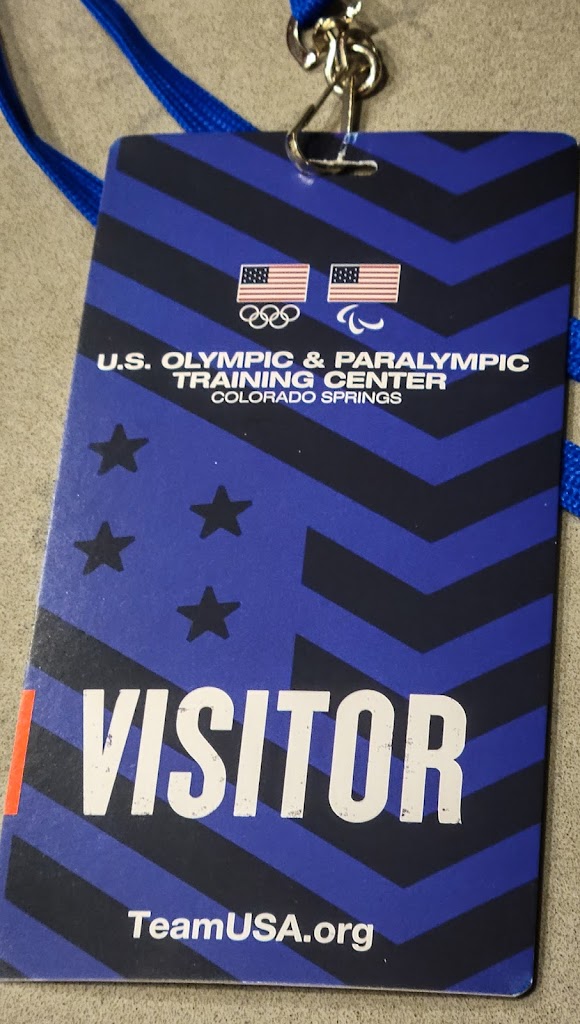 U.S. OLYMPIC & PARALYMPIC
TRAINING CENTER
COLORADO SPRINGS
VISITOR
TeamUSA.org